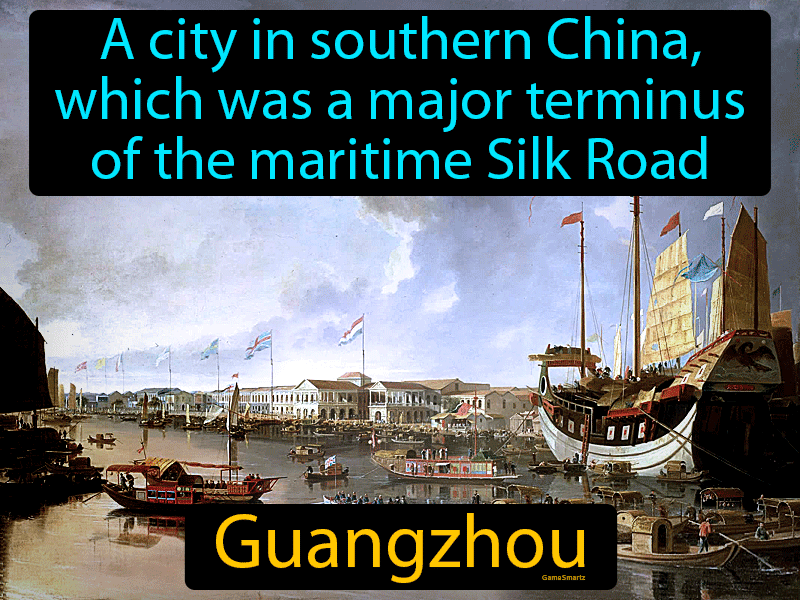 A city in southern China,
which was a major terminus
of the maritime Silk Road
Guangzhou
GameSmartz